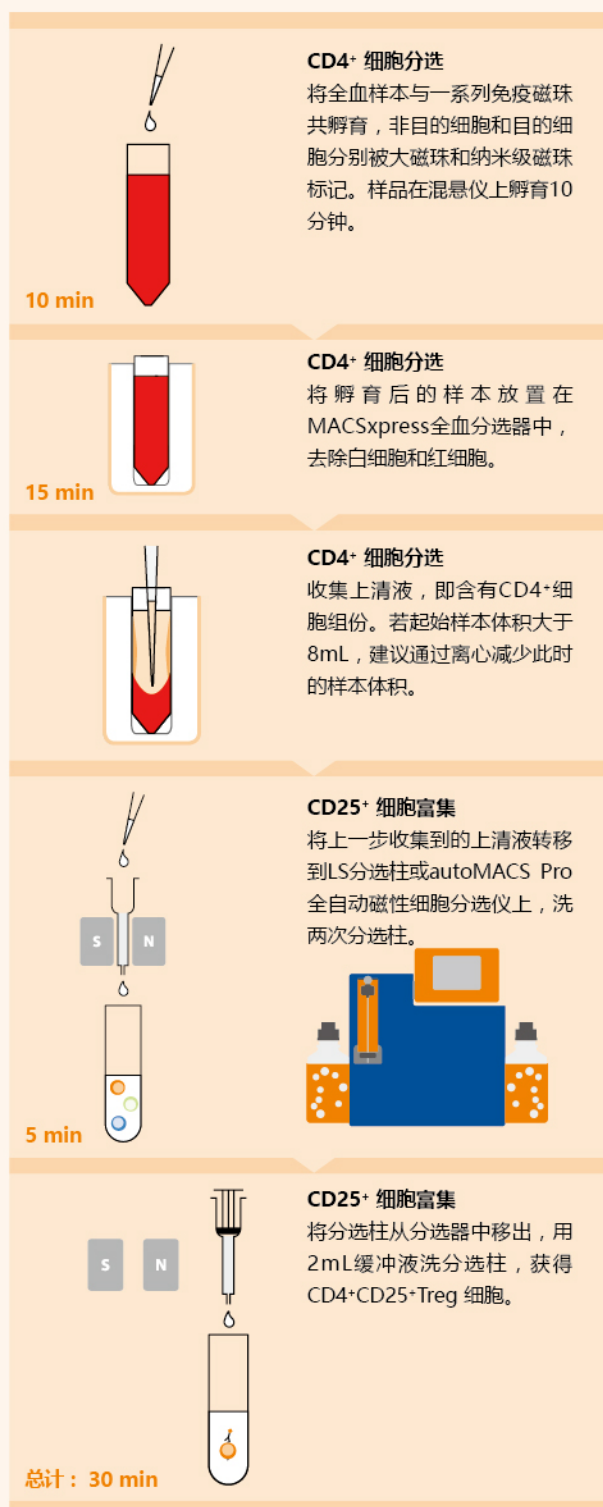 CD4⁺ 细胞分选
将全血样本与一系列免疫磁珠
共孵育，非目的细胞和目的细
胞分别被大磁珠和纳米级磁珠
标记。样品在混悬仪上孵育10
分钟。
10 min
CD4⁺ 细胞分选
将孵育后的样本放置在
MACSxpress全血分选器中，
去除白细胞和红细胞。
15 min
CD4⁺ 细胞分选
收集上清液，即含有CD4⁺细
胞组份。若起始样本体积大于
8mL，建议通过离心减少此时
的样本体积。
CD25⁺ 细胞富集
将上一步收集到的上清液转移
到LS分选柱或autoMACS Pro
全自动磁性细胞分选仪上，洗
两次分选柱。
S N
5 min
CD25⁺ 细胞富集
将分选柱从分选器中移出，用
2mL缓冲液洗分选柱，获得
CD4⁺CD25⁺Treg 细胞。
S N
总计： 30 min